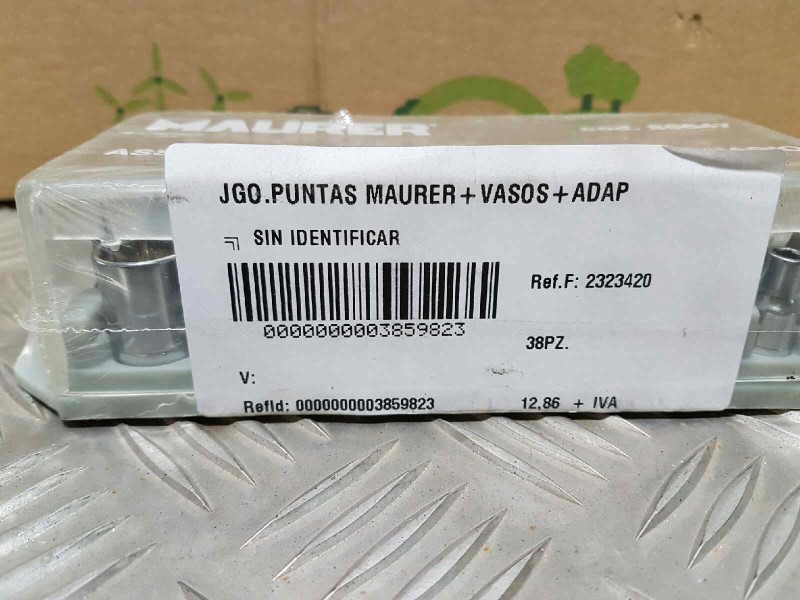 MAURER
JGO.PUNTAS MAURER+VASOS+ADAP
SIN IDENTIFICAR
Ref.F: 2323420
0000000003859823
38PZ.
V:
RefId: 0000000003859823
12,86 + IVA